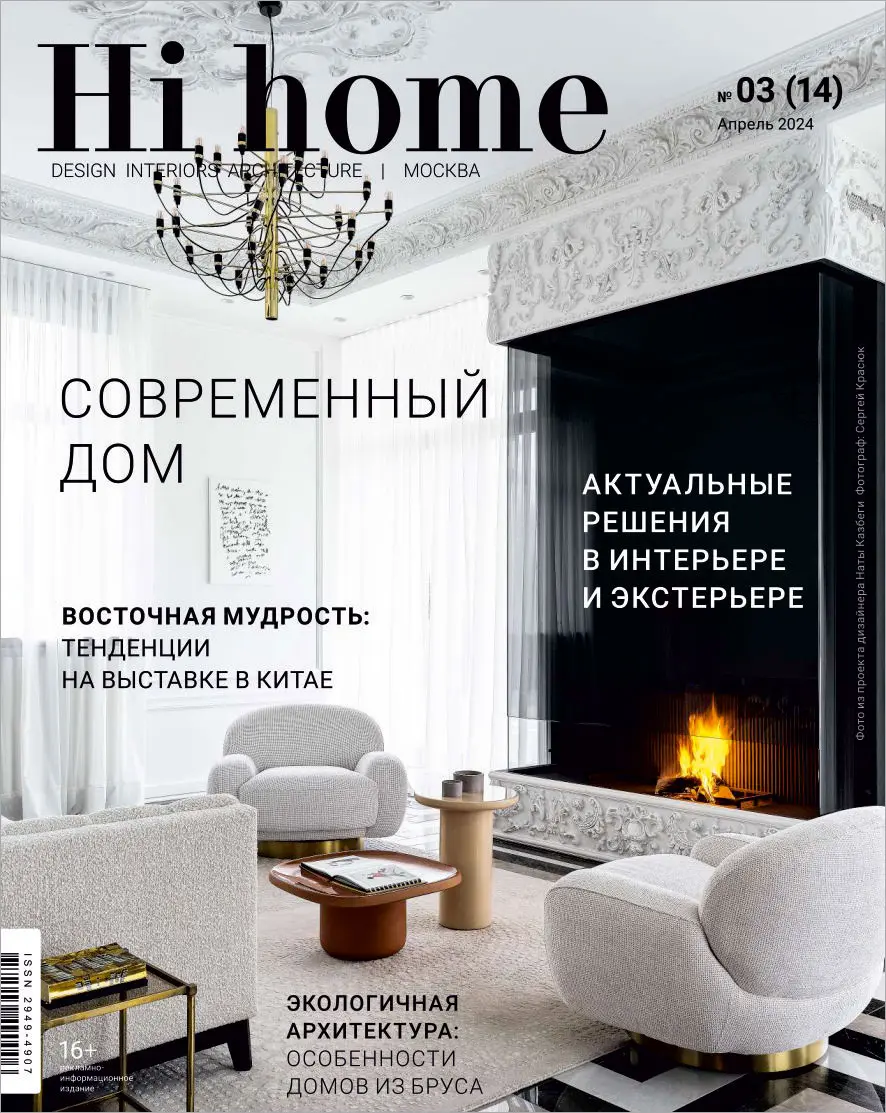 Hi home
№ 03 (14)
Апрель 2024
DESIGN INTERIORS ARCHITECTURE | МОСКВА
СОВРЕМЕННЫЙ
ДОМ
АКТУАЛЬНЫЕ
РЕШЕНИЯ
В ИНТЕРЬЕРЕ
И ЭКСТЕРЬЕРЕ
Фото из проекта дизайнера Наты Казбеги Фотограф: Сергей Красюк
ВОСТОЧНАЯ МУДРОСТЬ:
ТЕНДЕНЦИИ
НА ВЫСТАВКЕ В КИТАЕ
ЭКОЛОГИЧНАЯ
АРХИТЕКТУРА:
ОСОБЕННОСТИ
ДОМОВ ИЗ БРУСА
ISSN 2949-4907
16+
рекламно-
информационное
издание